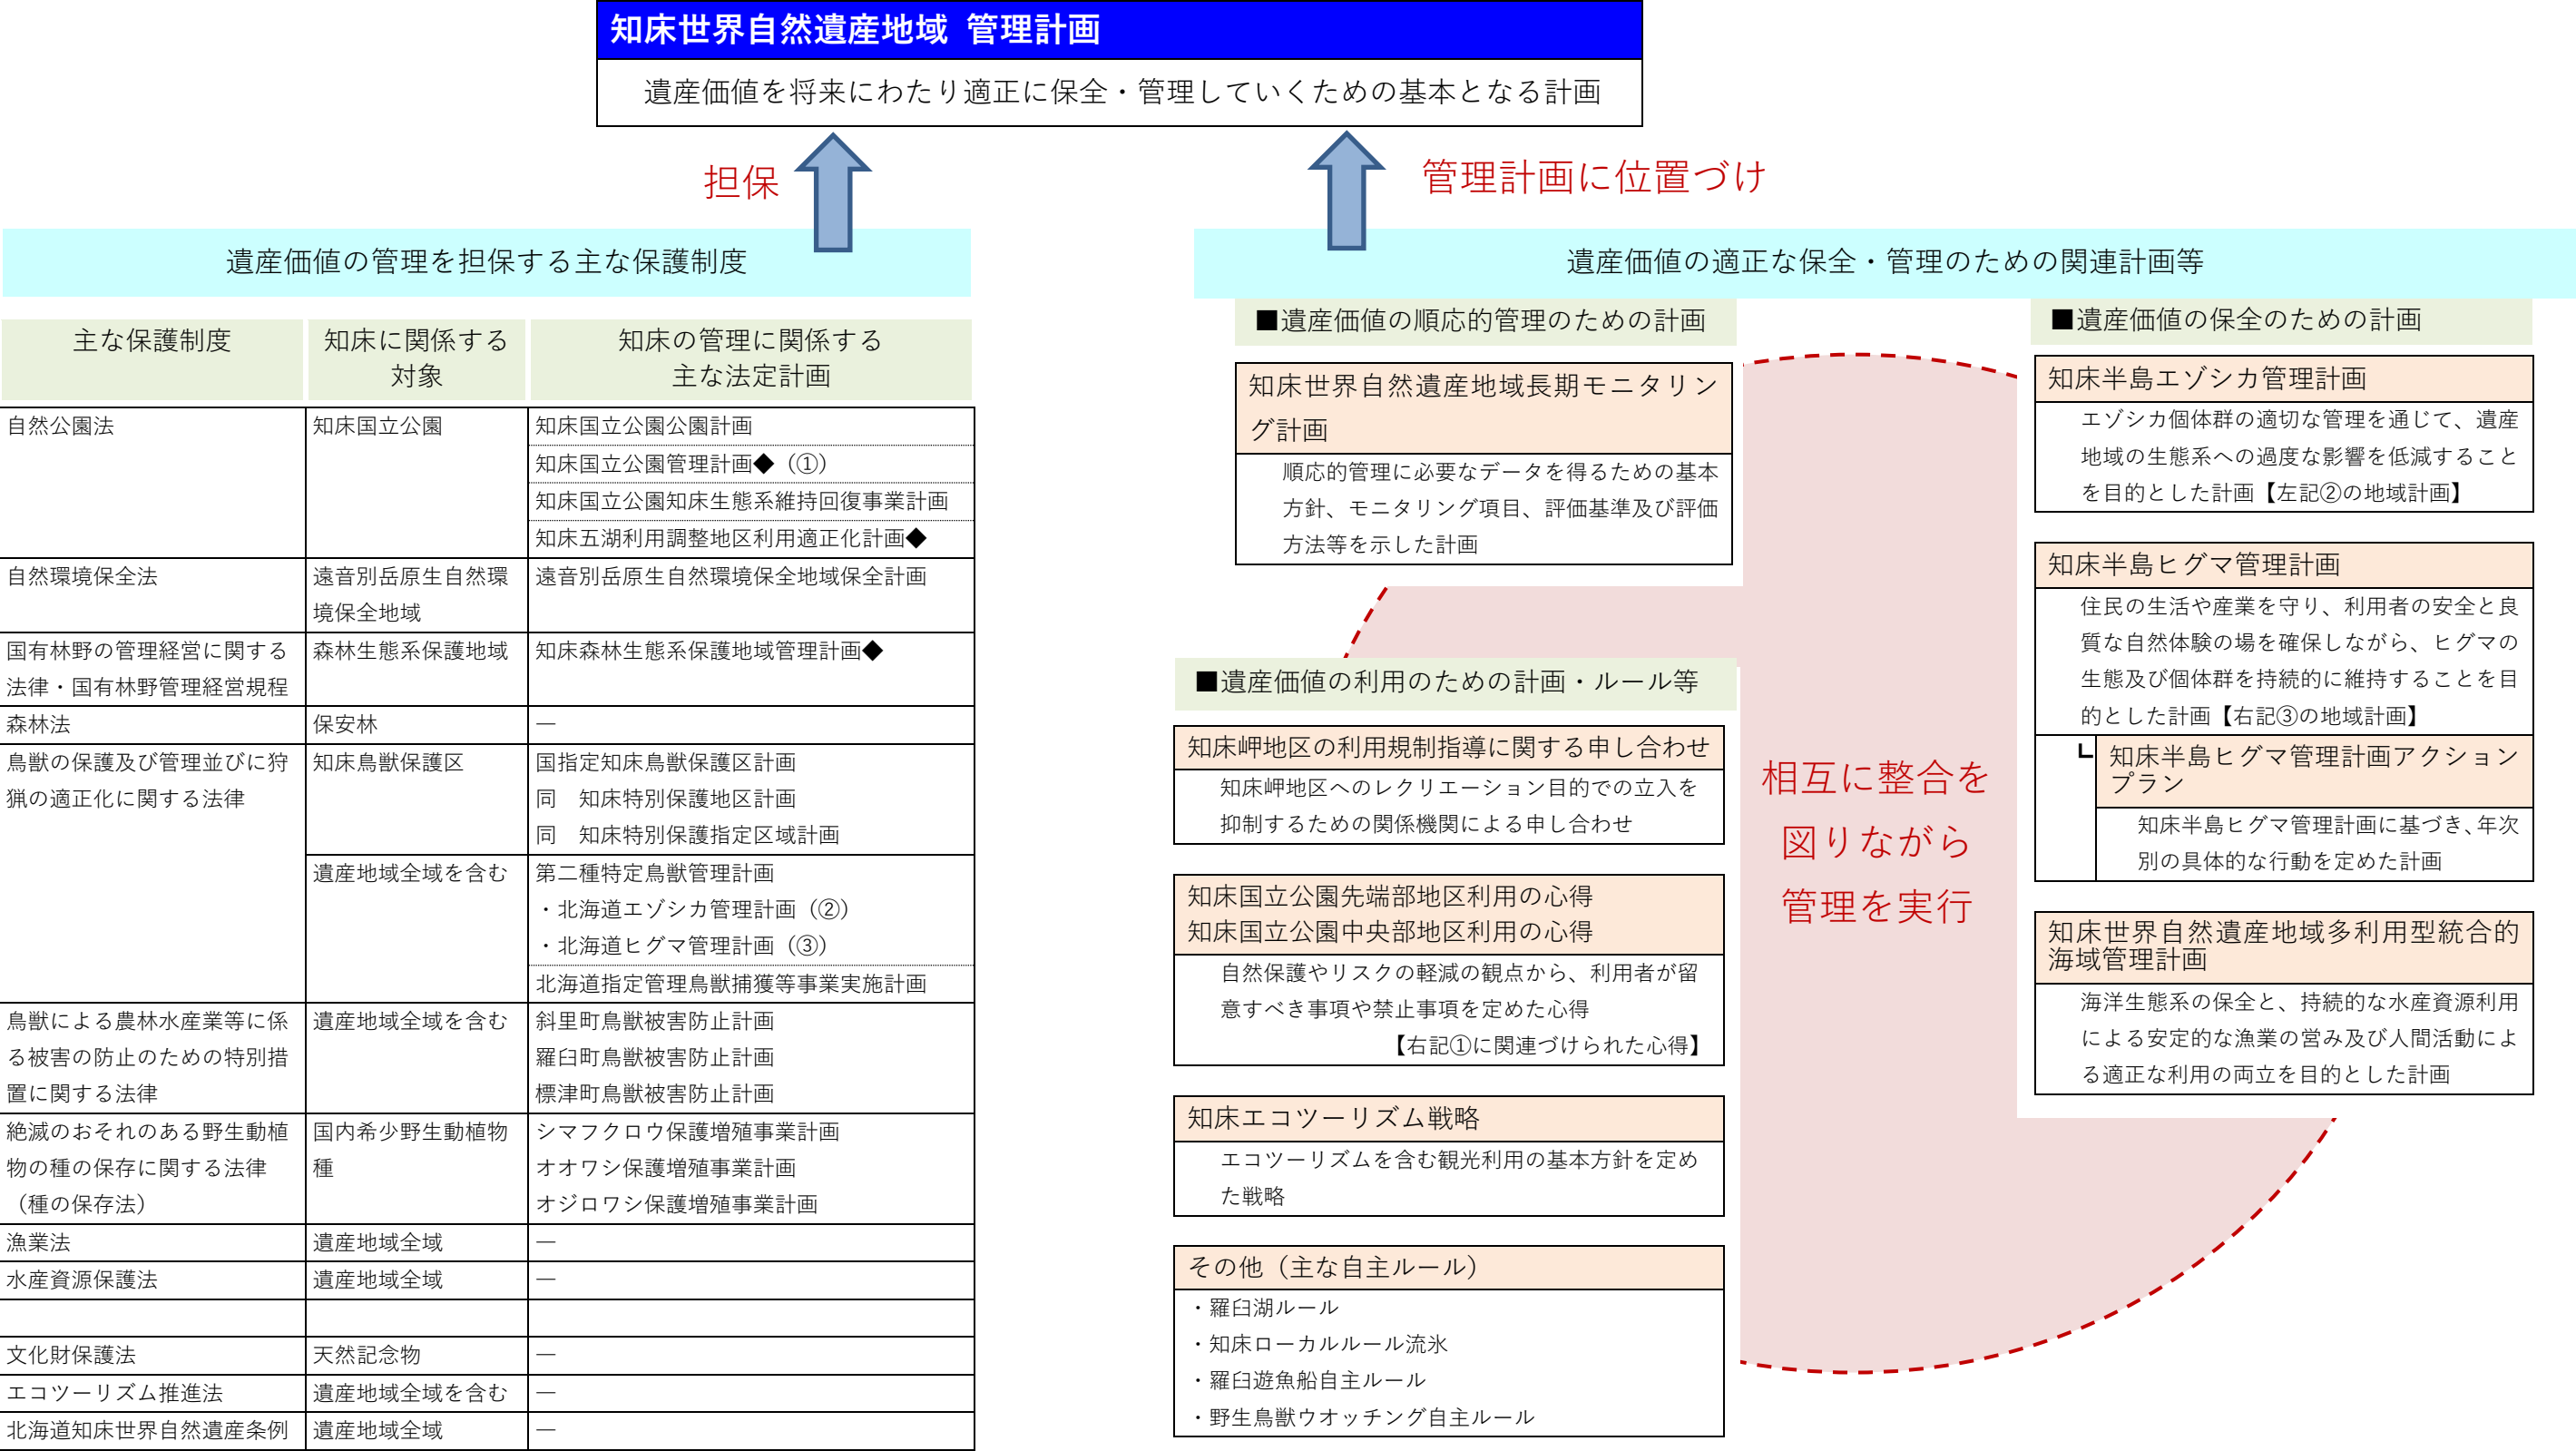 知床世界自然遺産地域 管理計画
遺産価値を将来にわたり適正に保全・管理していくための基本となる計画
担保
管理計画に位置づけ
遺産価値の管理を担保する主な保護制度
主な保護制度
知床に関係する
対象
知床の管理に関係する
主な法定計画
自然公園法
知床国立公園
知床国立公園公園計画
知床国立公園管理計画◆（①）
知床国立公園知床生態系維持回復事業計画
知床五湖利用調整地区利用適正化計画◆
自然環境保全法
遠音別岳原生自然環
境保全地域
遠音別岳原生自然環境保全地域保全計画
国有林野の管理経営に関する
法律・国有林野管理経営規程
森林生態系保護地域
知床森林生態系保護地域管理計画◆
森林法
保安林
―
鳥獣の保護及び管理並びに狩
猟の適正化に関する法律
知床鳥獣保護区
国指定知床鳥獣保護区計画
同　知床特別保護地区計画
同　知床特別保護指定区域計画
遺産地域全域を含む
第二種特定鳥獣管理計画
・北海道エゾシカ管理計画（②）
・北海道ヒグマ管理計画（③）
北海道指定管理鳥獣捕獲等事業実施計画
鳥獣による農林水産業等に係
る被害の防止のための特別措
置に関する法律
遺産地域全域を含む
斜里町鳥獣被害防止計画
羅臼町鳥獣被害防止計画
標津町鳥獣被害防止計画
絶滅のおそれのある野生動植
物の種の保存に関する法律
（種の保存法）
国内希少野生動植物
種
シマフクロウ保護増殖事業計画
オオワシ保護増殖事業計画
オジロワシ保護増殖事業計画
漁業法
遺産地域全域
―
水産資源保護法
遺産地域全域
―
文化財保護法
天然記念物
―
エコツーリズム推進法
遺産地域全域を含む
―
北海道知床世界自然遺産条例
遺産地域全域
―
遺産価値の適正な保全・管理のための関連計画等
■遺産価値の順応的管理のための計画
知床世界自然遺産地域長期モニタリン
グ計画
順応的管理に必要なデータを得るための基本
方針、モニタリング項目、評価基準及び評価
方法等を示した計画
■遺産価値の利用のための計画・ルール等
知床岬地区の利用規制指導に関する申し合わせ
知床岬地区へのレクリエーション目的での立入を
抑制するための関係機関による申し合わせ
知床国立公園先端部地区利用の心得
知床国立公園中央部地区利用の心得
自然保護やリスクの軽減の観点から、利用者が留
意すべき事項や禁止事項を定めた心得
【右記①に関連づけられた心得】
知床エコツーリズム戦略
エコツーリズムを含む観光利用の基本方針を定め
た戦略
その他（主な自主ルール）
・羅臼湖ルール
・知床ローカルルール流氷
・羅臼遊魚船自主ルール
・野生鳥獣ウオッチング自主ルール
相互に整合を
図りながら
管理を実行
■遺産価値の保全のための計画
知床半島エゾシカ管理計画
エゾシカ個体群の適切な管理を通じて、遺産
地域の生態系への過度な影響を低減すること
を目的とした計画【左記②の地域計画】
知床半島ヒグマ管理計画
住民の生活や産業を守り、利用者の安全と良
質な自然体験の場を確保しながら、ヒグマの
生態及び個体群を持続的に維持することを目
的とした計画【右記③の地域計画】
┗ 知床半島ヒグマ管理計画アクション
プラン
知床半島ヒグマ管理計画に基づき、年次
別の具体的な行動を定めた計画
知床世界自然遺産地域多利用型統合的
海域管理計画
海洋生態系の保全と、持続的な水産資源利用
による安定的な漁業の営み及び人間活動によ
る適正な利用の両立を目的とした計画